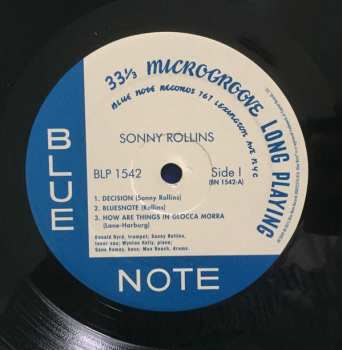 33⅓ MICROGROOVE LONG PLAYING
BLUE NOTE RECORDS 767 LEXINGTON AVE NYC
SONNY ROLLINS
BLP 1542 Side I
(BN 1542-A)
1. DECISION (Sonny Rollins)
2. BLUESNOTE (Rollins)
3. HOW ARE THINGS IN GLOCCA MORRA
(Lane-Harburg)
Donald Byrd, trumpet; Sonny Rollins,
tenor sax; Wynton Kelly, piano;
Gene Ramey, bass; Max Roach, drums.
BLUE
NOTE